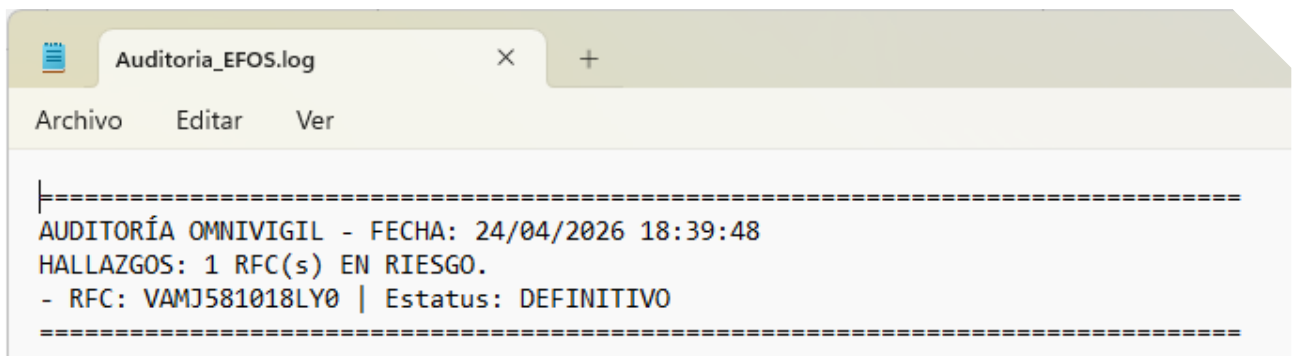 Auditoria_EFOS.log
Archivo Editar Ver
================================================================================
AUDITORÍA OMNIVIGIL - FECHA: 24/04/2026 18:39:48
HALLAZGOS: 1 RFC(s) EN RIESGO.
- RFC: VAMJ581018LY0 | Estatus: DEFINITIVO
================================================================================